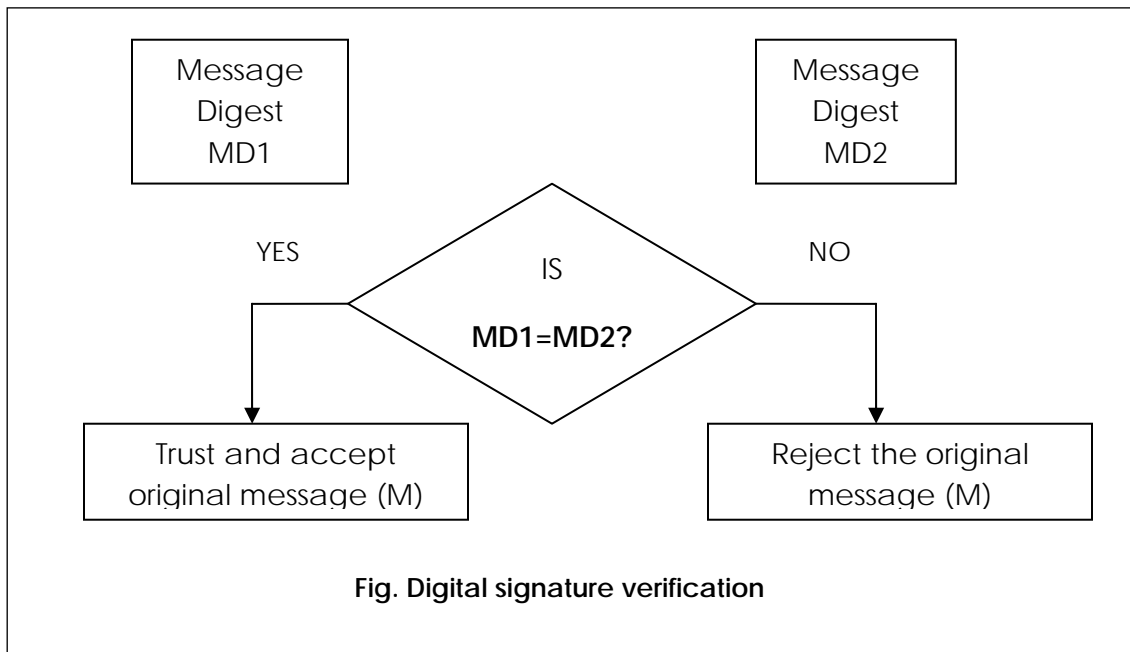 Message
Digest
MD1
Message
Digest
MD2
YES
IS
NO
MD1=MD2?
Trust and accept
original message (M)
Reject the original
message (M)
Fig. Digital signature verification